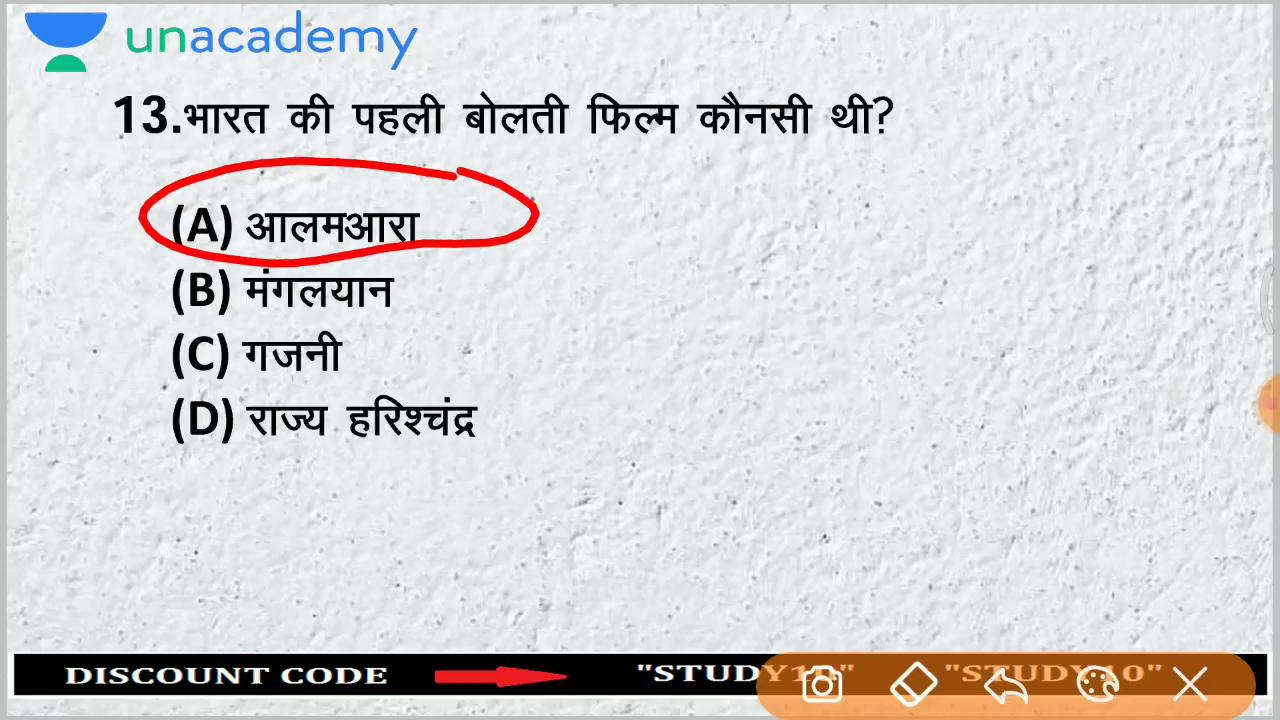 unacademy
13.भारत की पहली बोलती फिल्म कौनसी थी?
(A) आलमआरा
(B) मंगलयान
(C) गजनी
(D) राज्य हरिश्चंद्र
DISCOUNT CODE "STUDY10" "STUDY10"